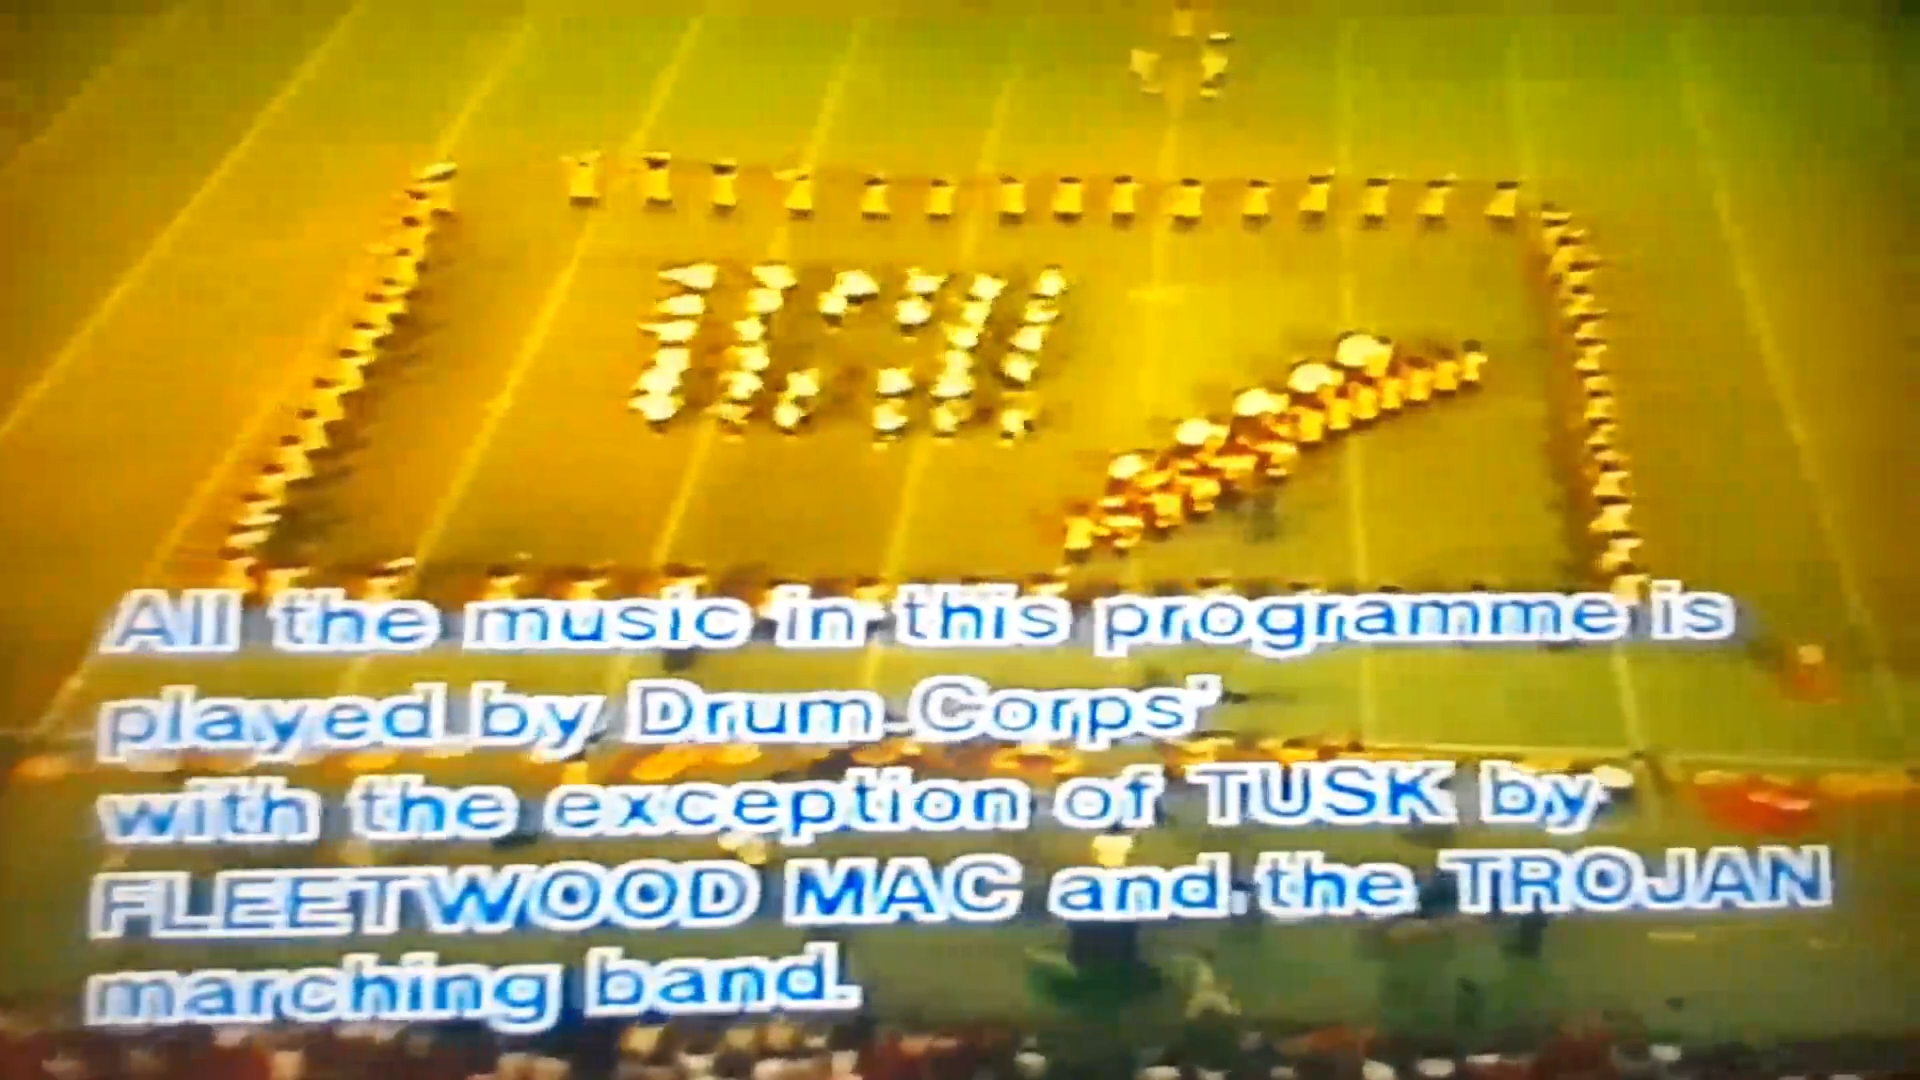 All the music in this programme is
played by Drum Corps'
with the exception of TUSK by
FLEETWOOD MAC and the TROJAN
marching band.